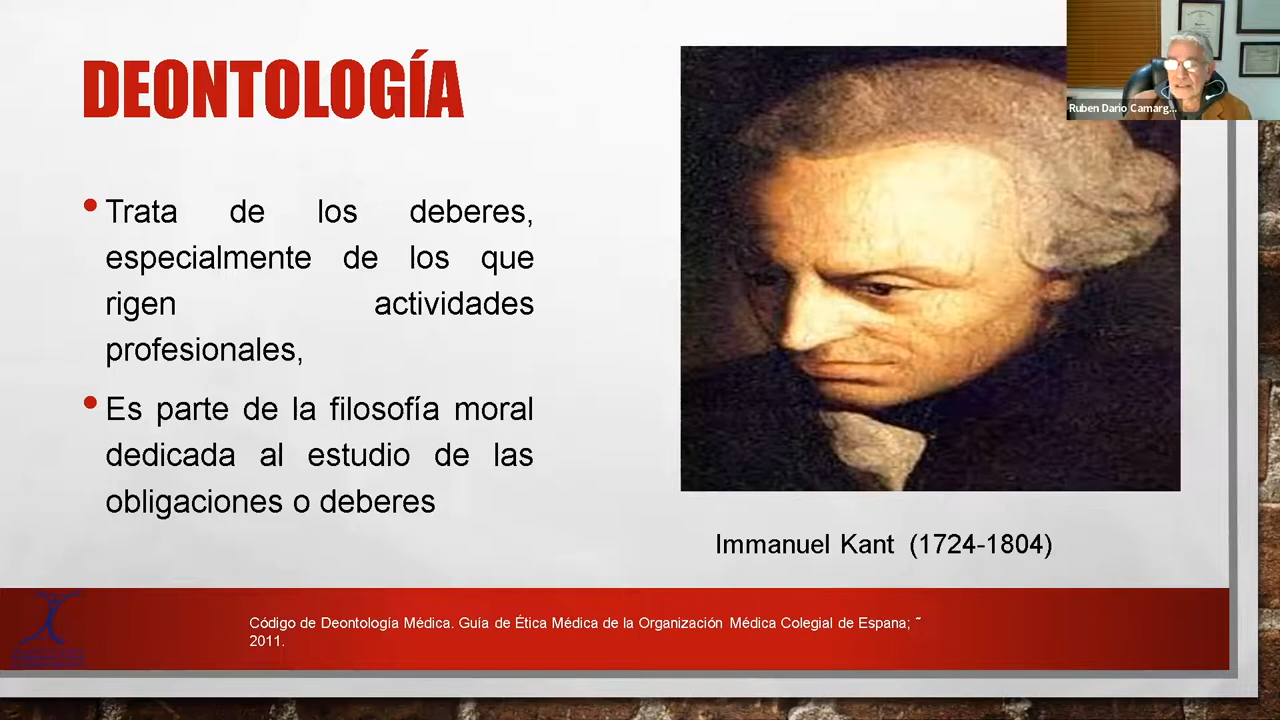 DEONTOLOGÍA
Ruben Dario Camarg...
Trata de los deberes,
especialmente de los que
rigen actividades
profesionales,
Es parte de la filosofía moral
dedicada al estudio de las
obligaciones o deberes
Immanuel Kant (1724-1804)
Código de Deontología Médica. Guía de Ética Médica de la Organización Médica Colegial de Espana; ˜
2011.